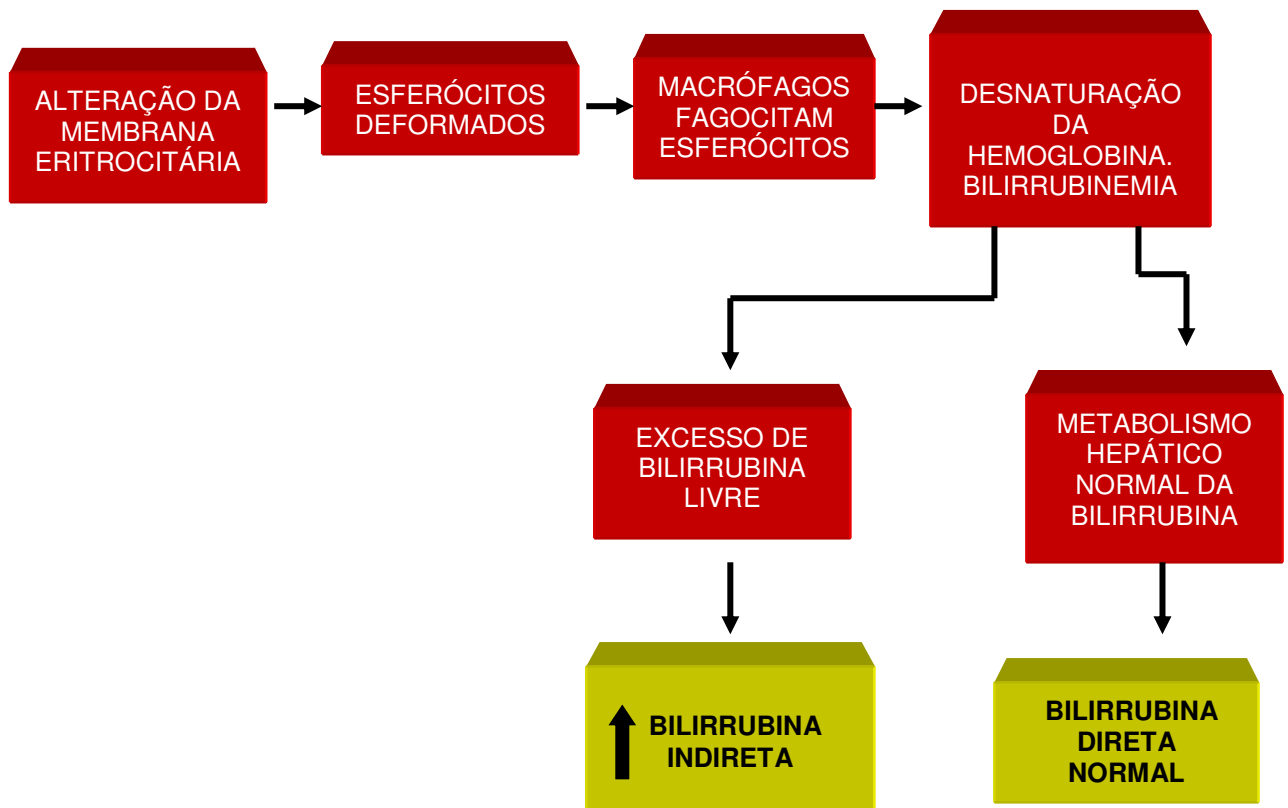 ALTERAÇÃO DA
MEMBRANA
ERITROCITÁRIA
ESFERÓCITOS
DEFORMADOS
MACRÓFAGOS
FAGOCITAM
ESFERÓCITOS
DESNATURAÇÃO
DA
HEMOGLOBINA.
BILIRRUBINEMIA
EXCESSO DE
BILIRRUBINA
LIVRE
METABOLISMO
HEPÁTICO
NORMAL DA
BILIRRUBINA
BILIRRUBINA
INDIRETA
BILIRRUBINA
DIRETA
NORMAL